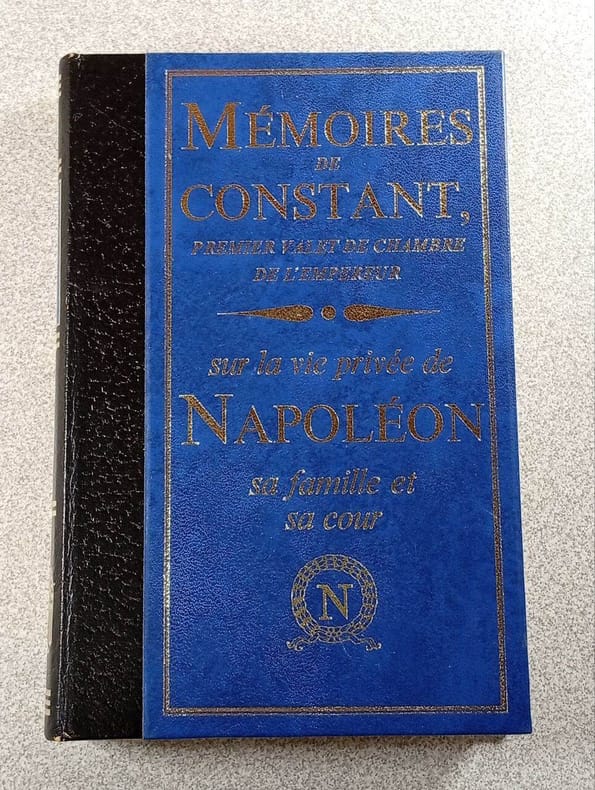 MÉMOIRES
DE
CONSTANT,
PREMIER VALET DE CHAMBRE
DE L'EMPEREUR
sur la vie privée de
NAPOLÉON
sa famille et
sa cour
N